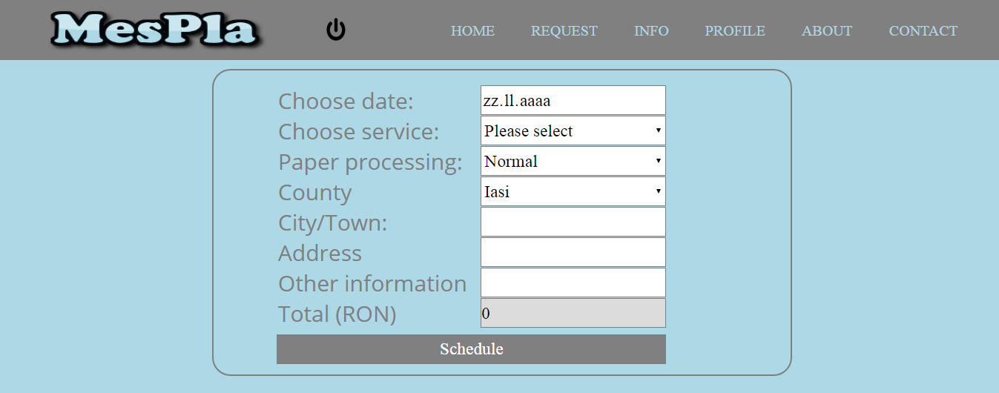 MesPla HOME REQUEST INFO PROFILE ABOUT CONTACT
Choose date: zz.ll.aaaa
Choose service: Please select
Paper processing: Normal
County Iasi
City/Town:
Address
Other information
Total (RON) 0
Schedule